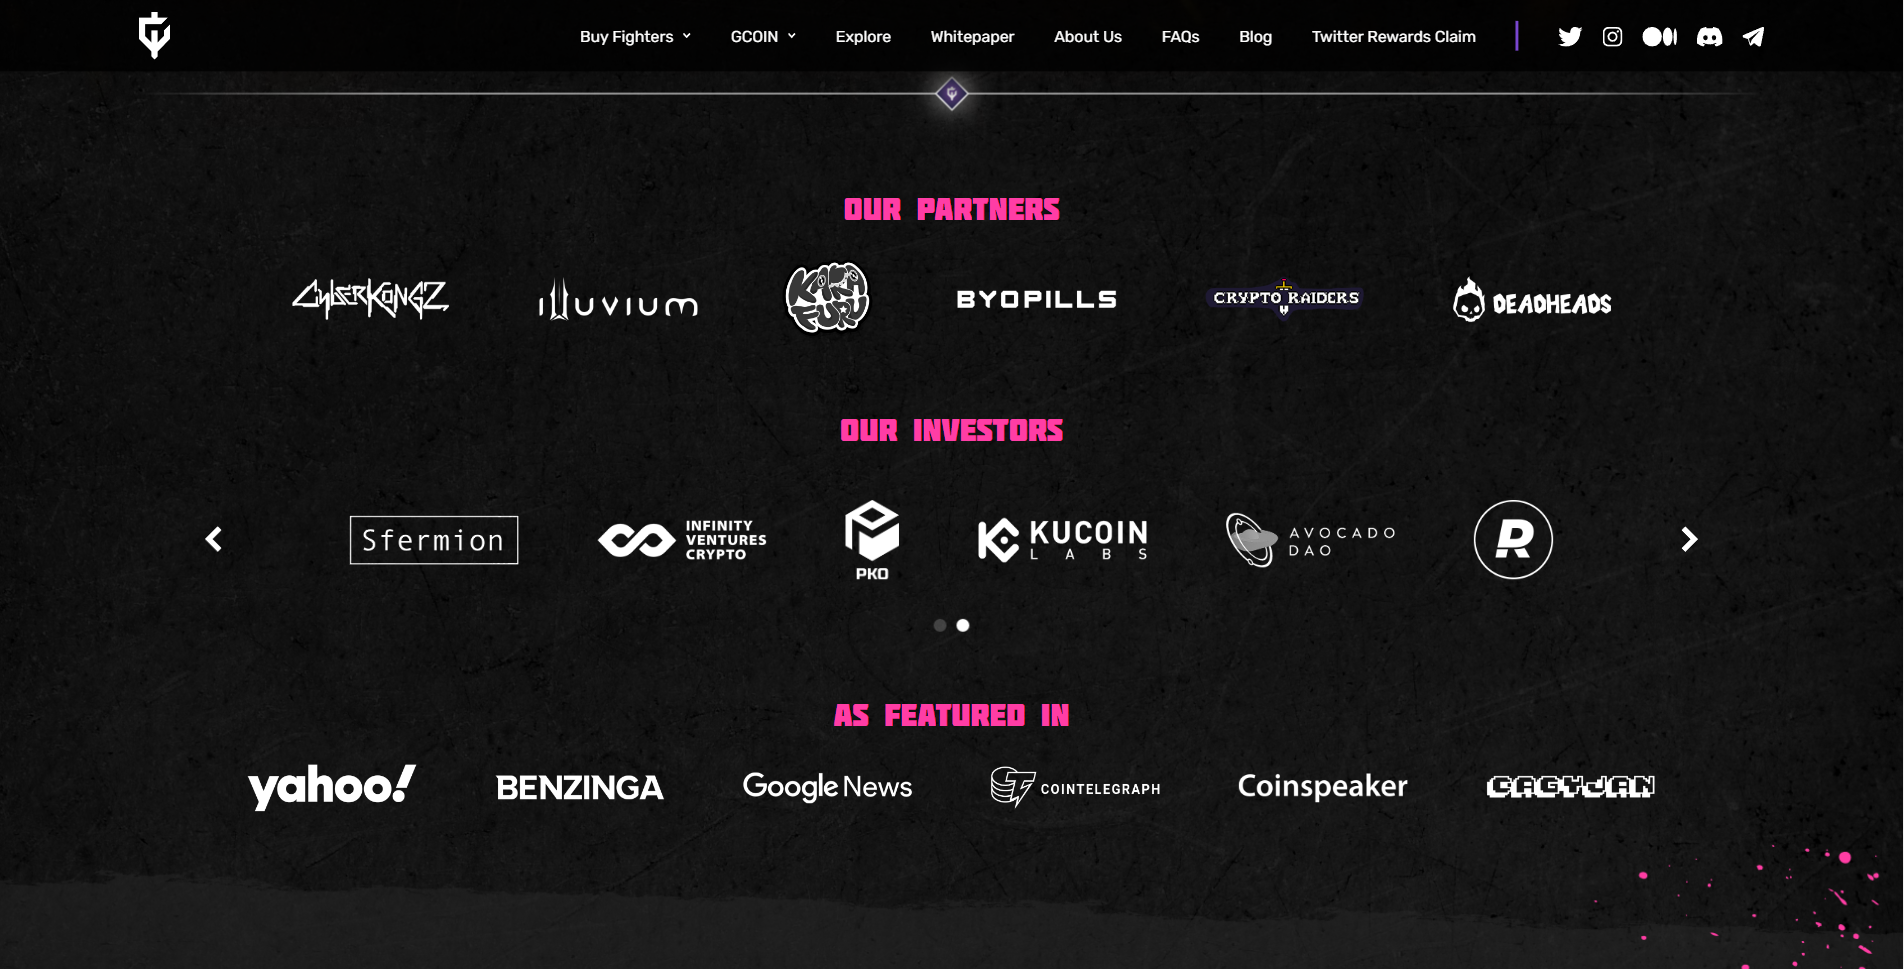 Buy Fighters
GCOIN
Explore
Whitepaper
About Us
FAQs
Blog
Twitter Rewards Claim
OUR PARTNERS
CYBERKONGZ
ILLUVIUM
BYOPILLS
CRYPTO RAIDERS
DEADHEADS
OUR INVESTORS
Sfermion
INFINITY
VENTURES
CRYPTO
PKO
KUCOIN
LABS
AVOCADO
DAO
R
AS FEATURED IN
yahoo!
BENZINGA
Google News
COINTELEGRAPH
Coinspeaker